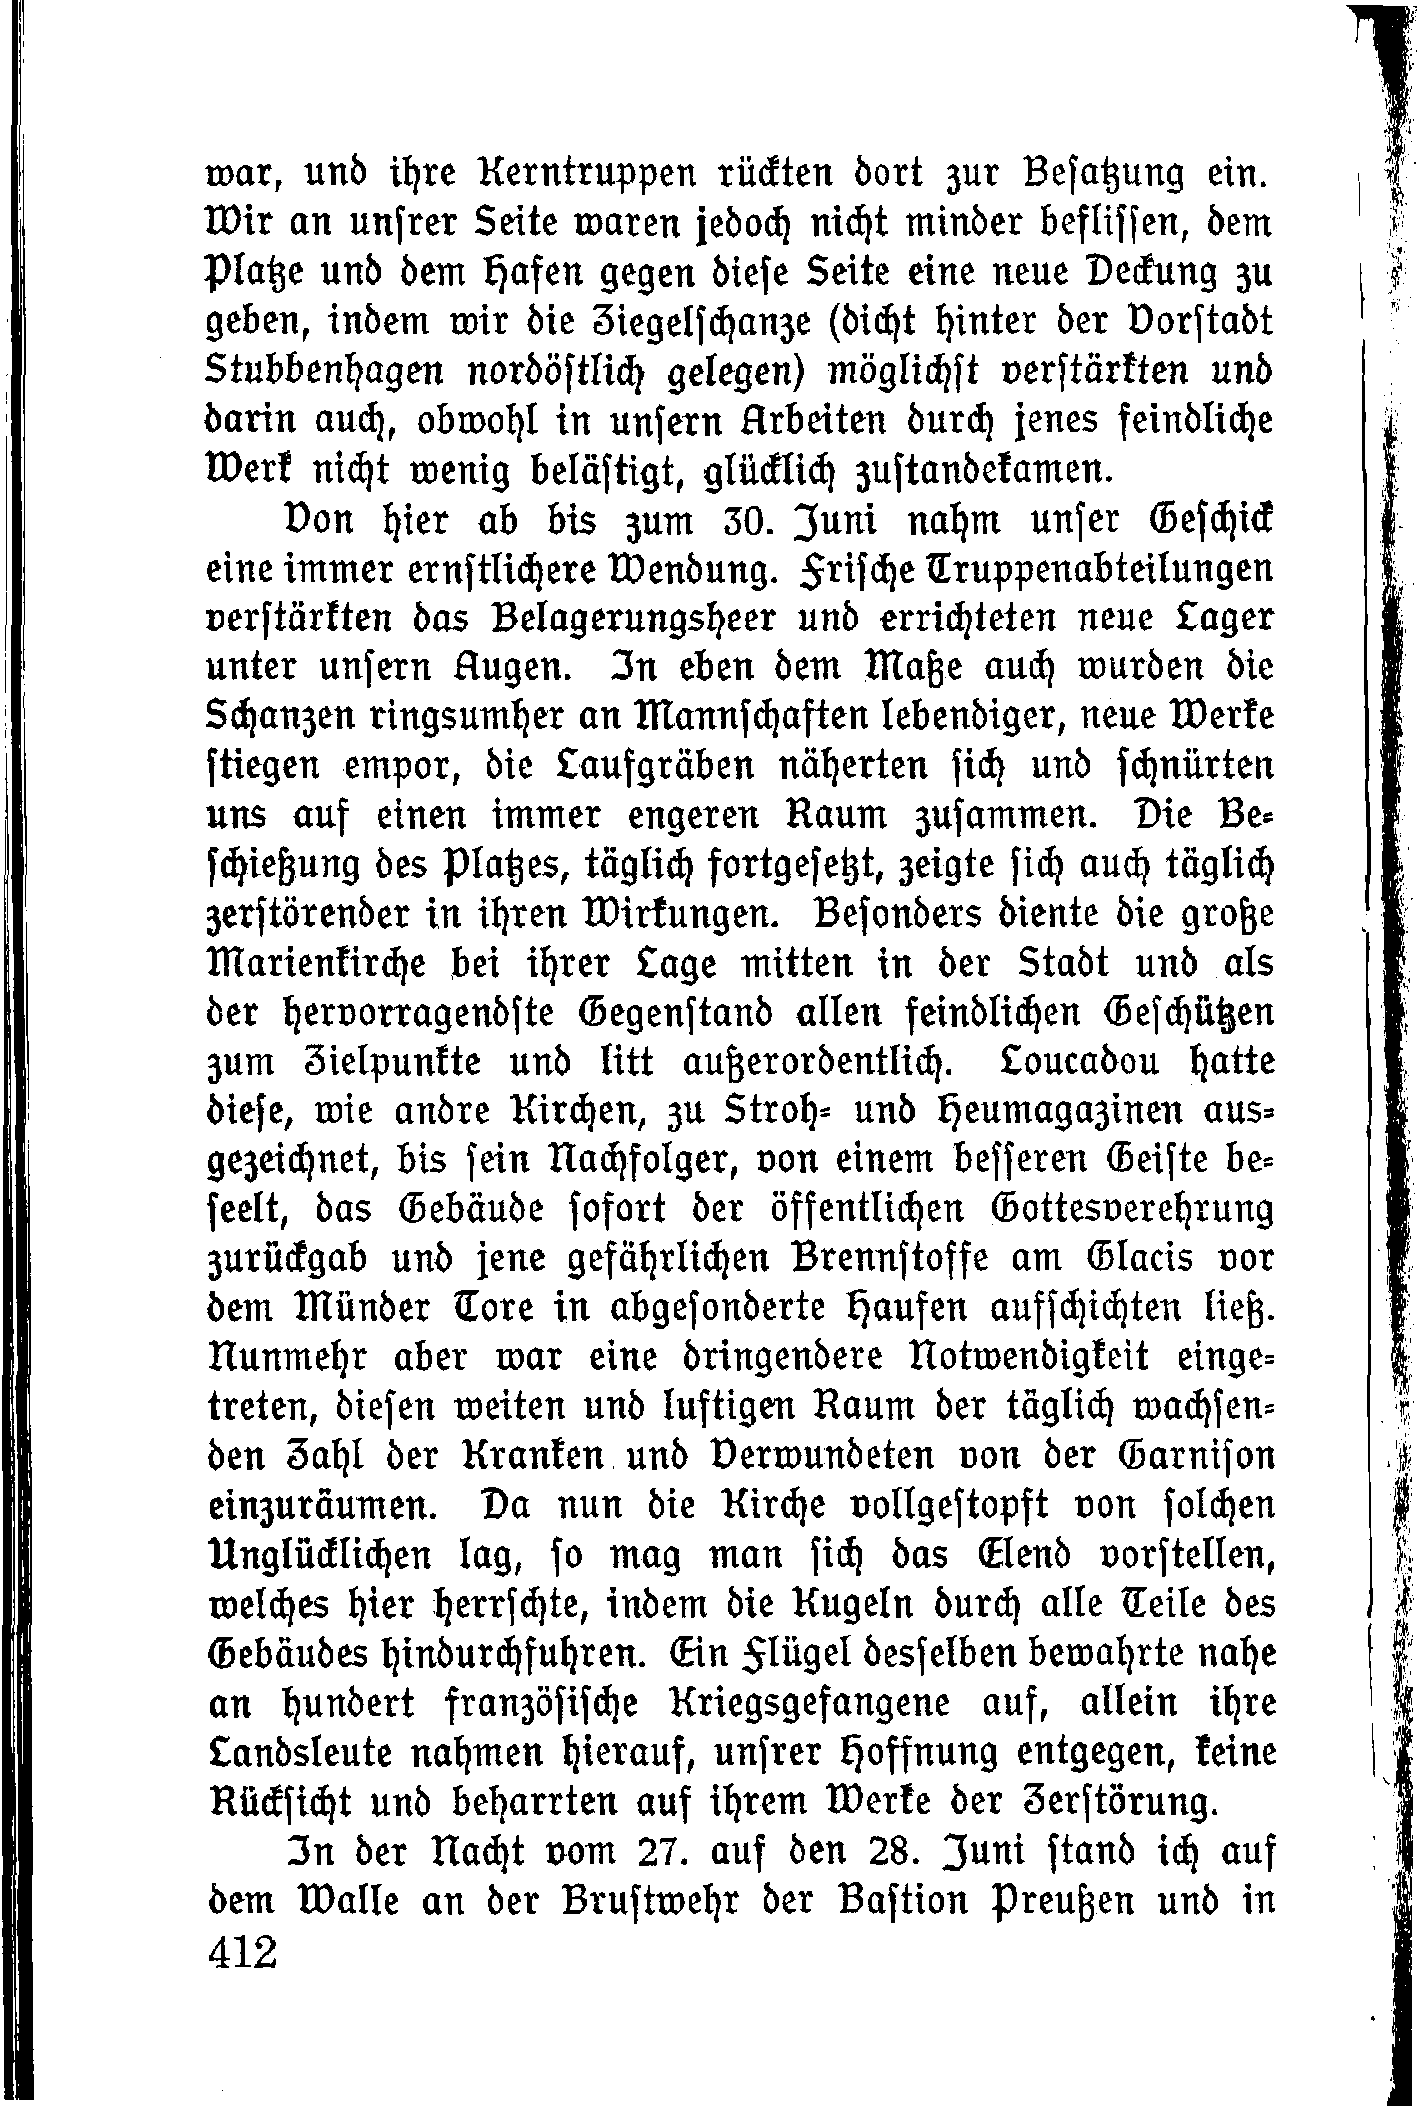 war, und ihre Kerntruppen rückten dort zur Besatzung ein.
Wir an unsrer Seite waren jedoch nicht minder beflissen, dem
Platze und dem Hafen gegen diese Seite eine neue Deckung zu
geben, indem wir die Ziegelschanze (dicht hinter der Vorstadt
Stubbenhagen nordöstlich gelegen) möglichst verstärkten und
darin auch, obwohl in unsern Arbeiten durch jenes feindliche
Werk nicht wenig belästigt, glücklich zustandekamen.
Von hier ab bis zum 30. Juni nahm unser Geschick
eine immer ernstlichere Wendung. Frische Truppenabteilungen
verstärkten das Belagerungsheer und errichteten neue Lager
unter unsern Augen. In eben dem Maße auch wurden die
Schanzen ringsumher an Mannschaften lebendiger, neue Werke
stiegen empor, die Laufgräben näherten sich und schnürten
uns auf einen immer engeren Raum zusammen. Die Be-
schießung des Platzes, täglich fortgesetzt, zeigte sich auch täglich
zerstörender in ihren Wirkungen. Besonders diente die große
Marienkirche bei ihrer Lage mitten in der Stadt und als
der hervorragendste Gegenstand allen feindlichen Geschützen
zum Zielpunkte und litt außerordentlich. Loucadou hatte
diese, wie andre Kirchen, zu Stroh- und Heumagazinen aus-
gezeichnet, bis sein Nachfolger, von einem besseren Geiste be-
seelt, das Gebäude sofort der öffentlichen Gottesverehrung
zurückgab und jene gefährlichen Brennstoffe am Glacis vor
dem Münder Tore in abgesonderte Haufen aufschichten ließ.
Nunmehr aber war eine dringendere Notwendigkeit einge-
treten, diesen weiten und luftigen Raum der täglich wachsen-
den Zahl der Kranken und Verwundeten von der Garnison
einzuräumen. Da nun die Kirche vollgestopft von solchen
Unglücklichen lag, so mag man sich das Elend vorstellen,
welches hier herrschte, indem die Kugeln durch alle Teile des
Gebäudes hindurchfuhren. Ein Flügel desselben bewahrte nahe
an hundert französische Kriegsgefangene auf, allein ihre
Landsleute nahmen hierauf, unsrer Hoffnung entgegen, keine
Rücksicht und beharrten auf ihrem Werke der Zerstörung.
In der Nacht vom 27. auf den 28. Juni stand ich auf
dem Walle an der Brustwehr der Bastion Preußen und in
412